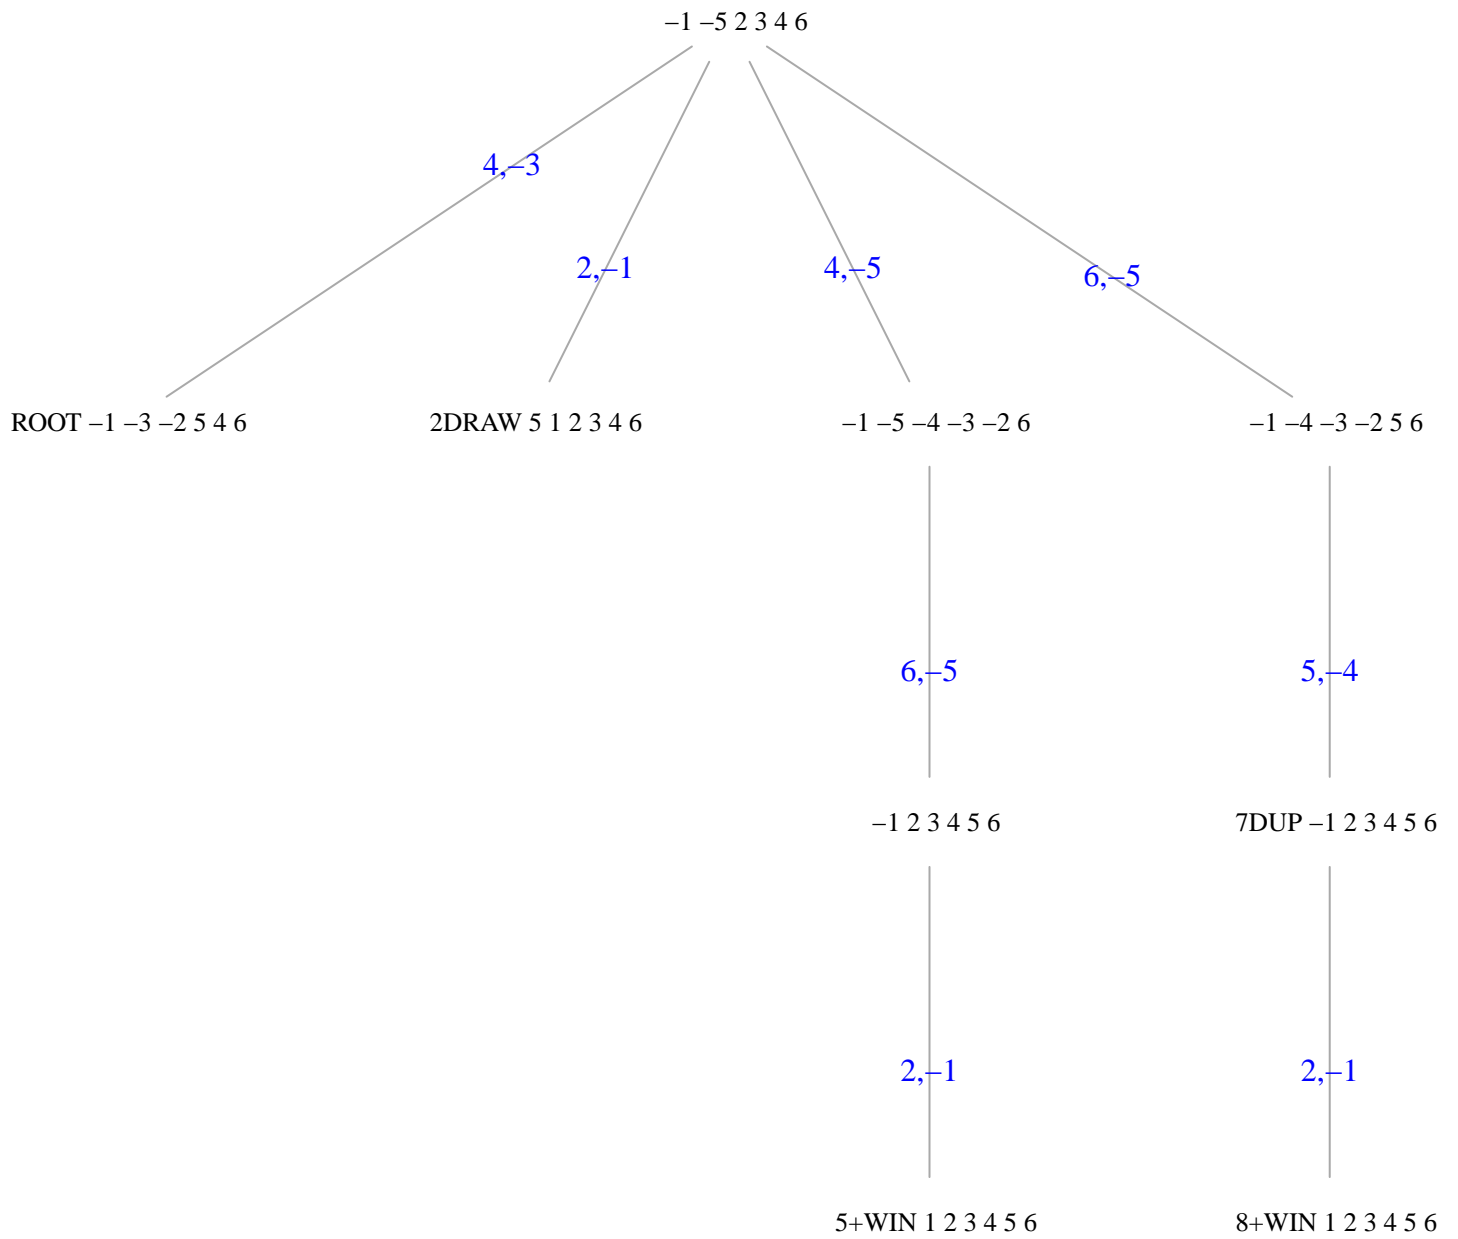 –1 –5 2 3 4 6
4,–3
2,–1
4,–5
6,–5
ROOT –1 –3 –2 5 4 6
2DRAW 5 1 2 3 4 6
–1 –5 –4 –3 –2 6
–1 –4 –3 –2 5 6
6,–5
5,–4
–1 2 3 4 5 6
7DUP –1 2 3 4 5 6
2,–1
2,–1
5+WIN 1 2 3 4 5 6
8+WIN 1 2 3 4 5 6